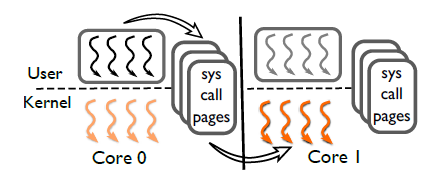 User
Kernel
sys
call
pages
Core 0
sys
call
pages
Core 1